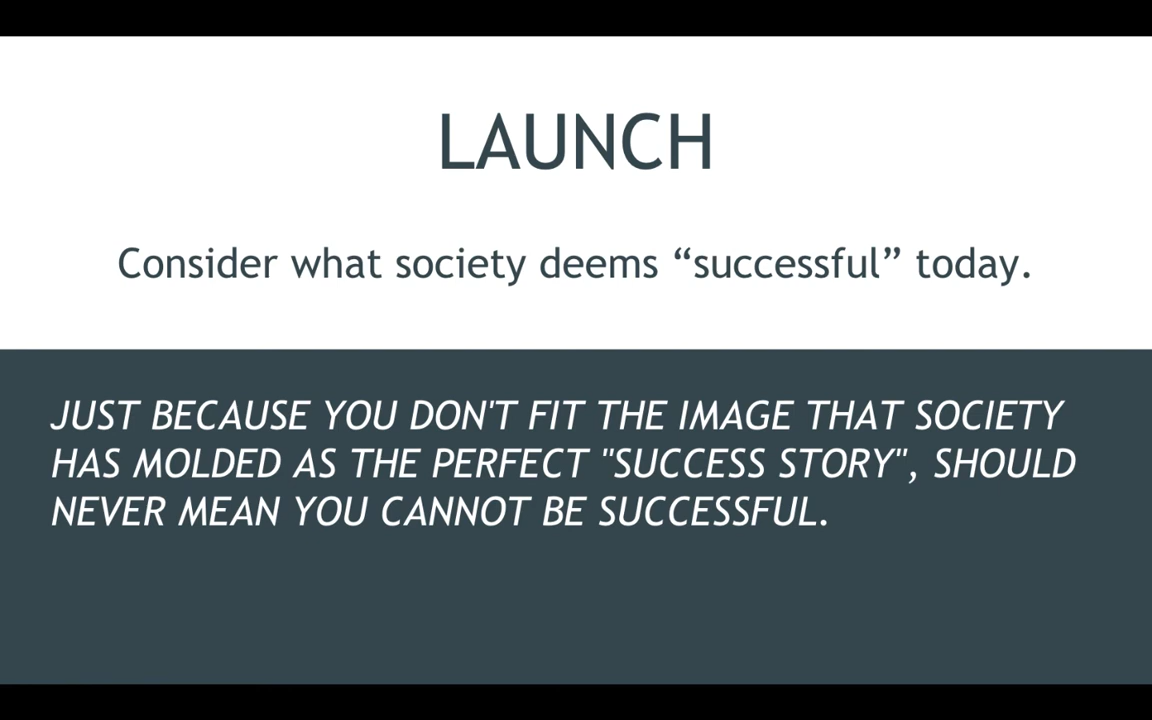 LAUNCH
Consider what society deems “successful” today.
JUST BECAUSE YOU DON'T FIT THE IMAGE THAT SOCIETY
HAS MOLDED AS THE PERFECT "SUCCESS STORY", SHOULD
NEVER MEAN YOU CANNOT BE SUCCESSFUL.